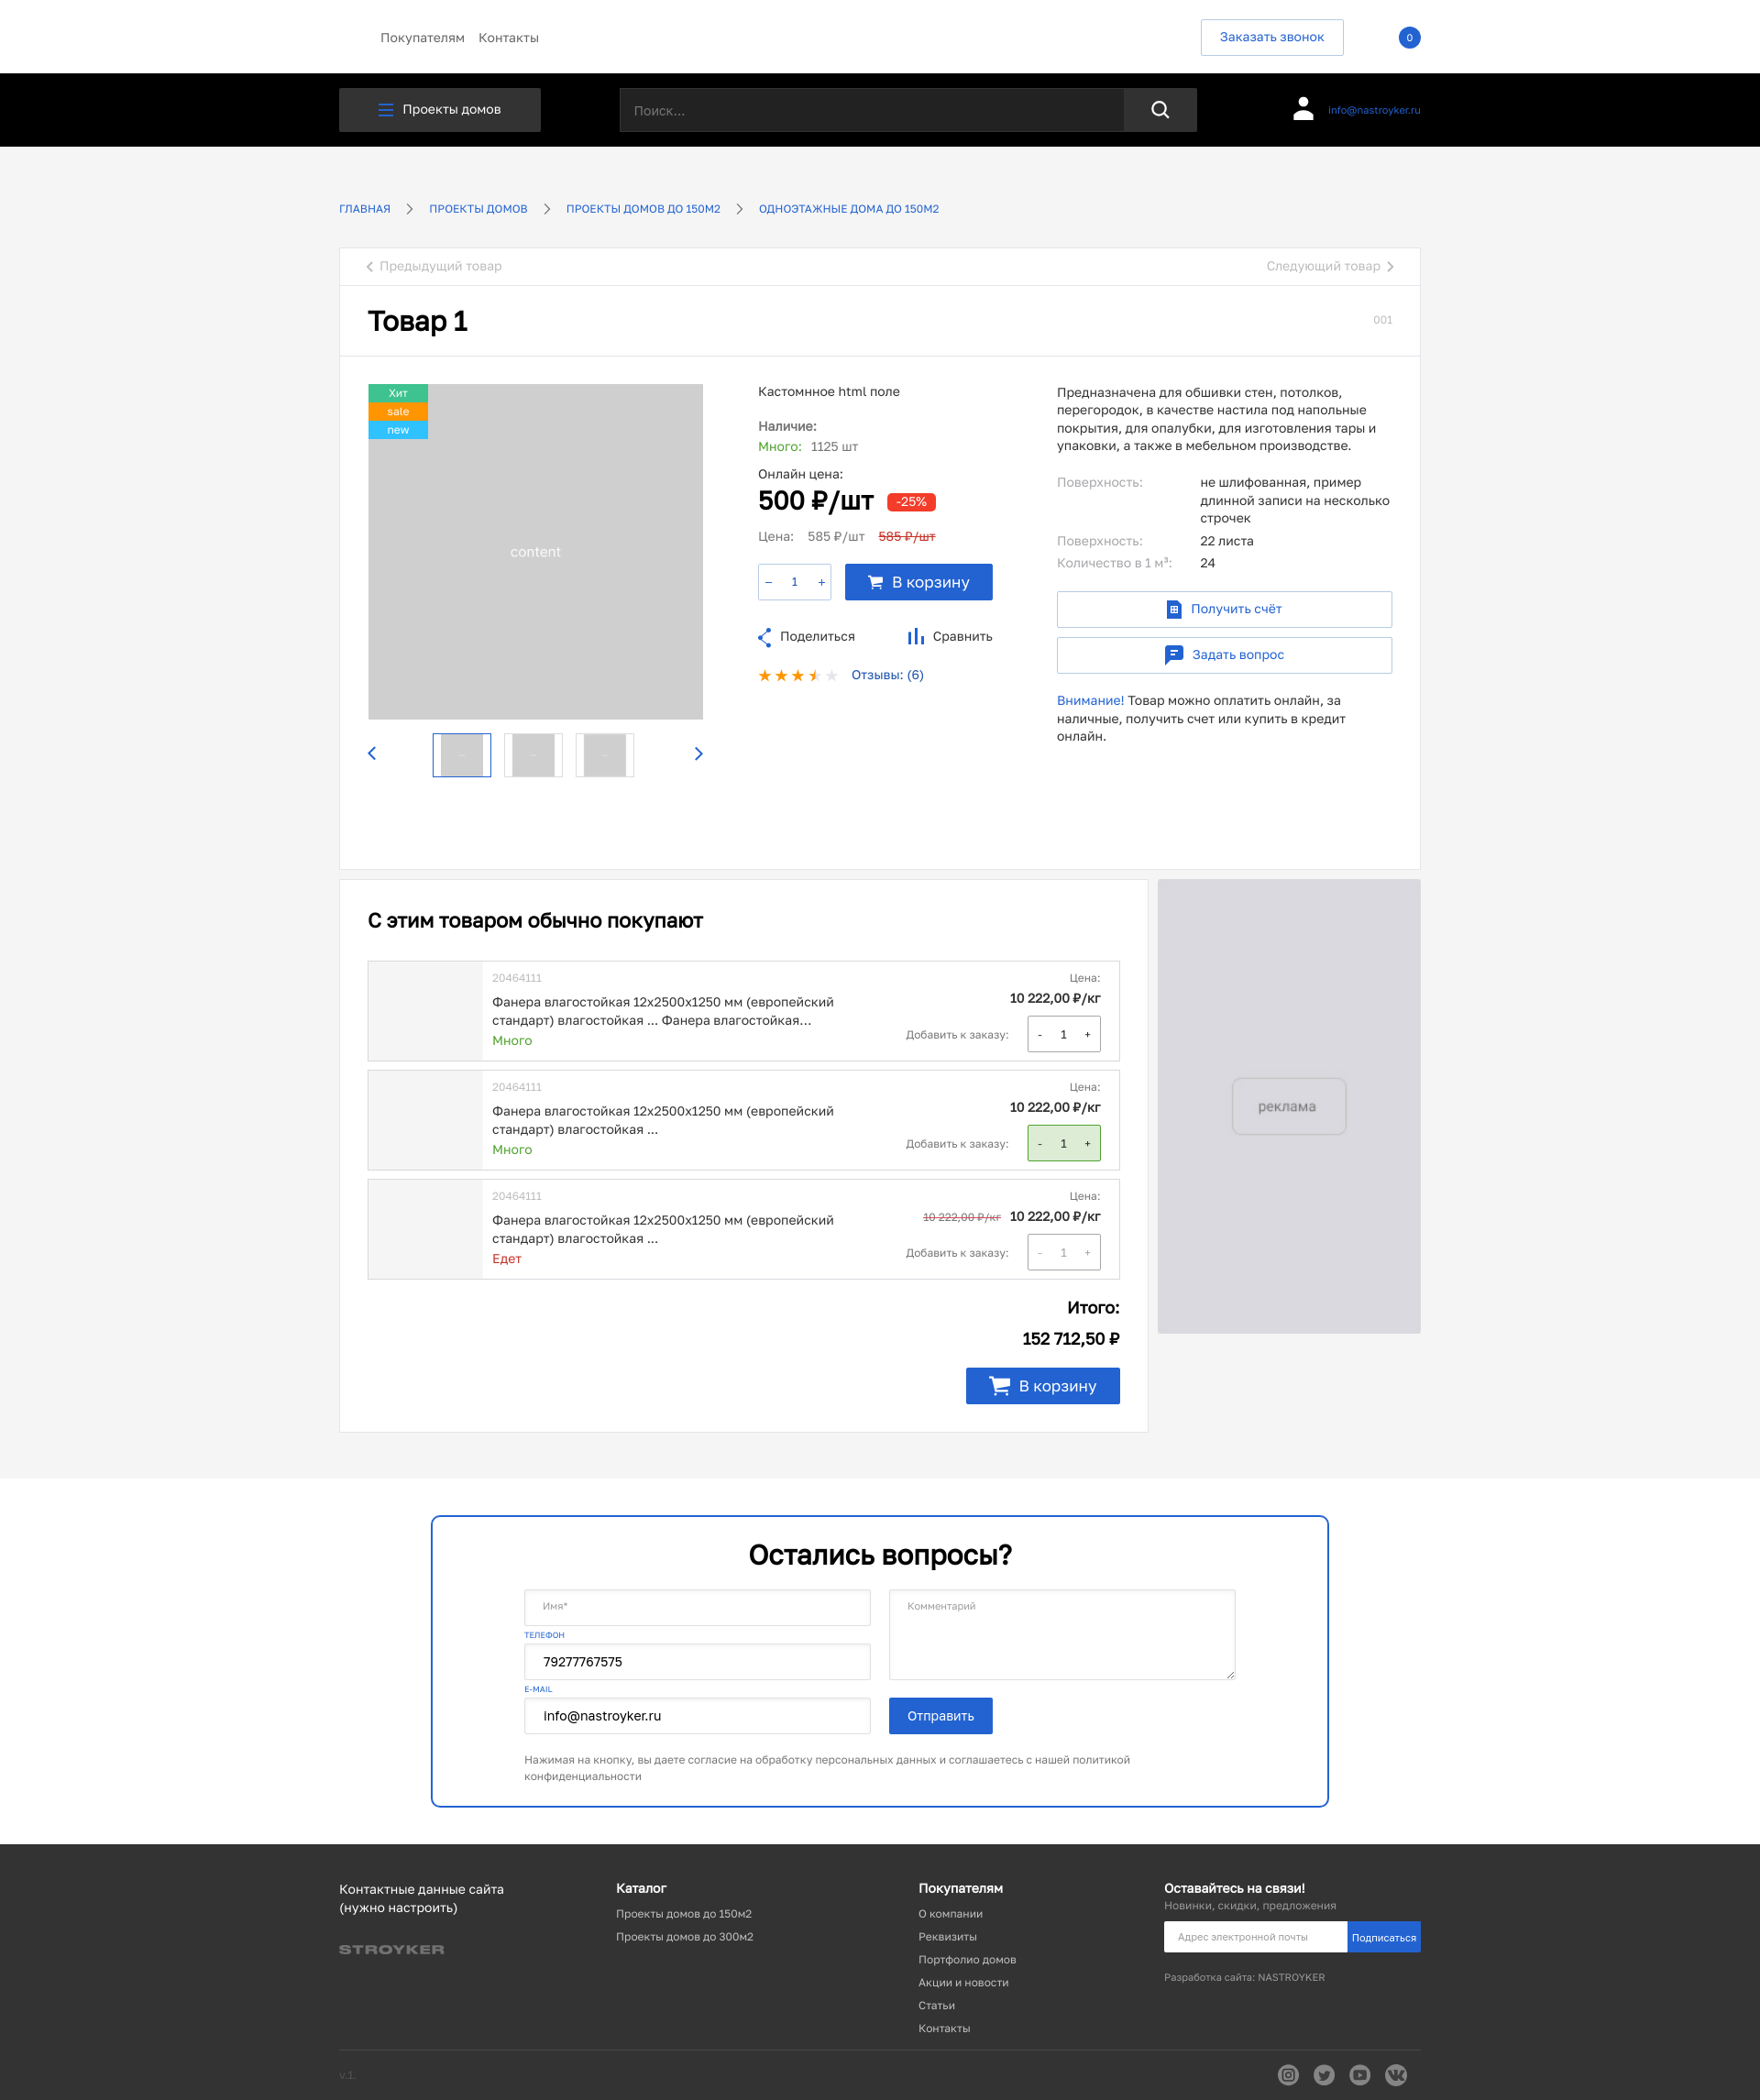 Покупателям Контакты
Заказать звонок
0
Проекты домов
Поиск...
info@nastroyker.ru
ГЛАВНАЯ
ПРОЕКТЫ ДОМОВ
ПРОЕКТЫ ДОМОВ ДО 150М2
ОДНОЭТАЖНЫЕ ДОМА ДО 150М2
Предыдущий товар
Следующий товар
Товар 1
001
Хит
sale
new
content
Кастомнное html поле
Наличие:
Много: 1125 шт
Онлайн цена:
500 ₽/шт -25%
Цена: 585 ₽/шт 585 ₽/шт
– 1 +
В корзину
Поделиться
Сравнить
Отзывы: (6)
Предназначена для обшивки стен, потолков,
перегородок, в качестве настила под напольные
покрытия, для опалубки, для изготовления тары и
упаковки, а также в мебельном производстве.
Поверхность: не шлифованная, пример
длинной записи на несколько
строчек
Поверхность: 22 листа
Количество в 1 м³: 24
Получить счёт
Задать вопрос
Внимание! Товар можно оплатить онлайн, за
наличные, получить счет или купить в кредит
онлайн.
С этим товаром обычно покупают
20464111
Фанера влагостойкая 12х2500х1250 мм (европейский
стандарт) влагостойкая ... Фанера влагостойкая...
Много
Цена:
10 222,00 ₽/кг
Добавить к заказу: - 1 +
20464111
Фанера влагостойкая 12х2500х1250 мм (европейский
стандарт) влагостойкая ...
Много
Цена:
10 222,00 ₽/кг
Добавить к заказу: - 1 +
20464111
Фанера влагостойкая 12х2500х1250 мм (европейский
стандарт) влагостойкая ...
Едет
Цена:
10 222,00 ₽/кг 10 222,00 ₽/кг
Добавить к заказу: - 1 +
Итого:
152 712,50 ₽
В корзину
реклама
Остались вопросы?
Имя*
ТЕЛЕФОН
79277767575
E-MAIL
info@nastroyker.ru
Комментарий
Отправить
Нажимая на кнопку, вы даете согласие на обработку персональных данных и соглашаетесь с нашей политикой
конфиденциальности
Контактные данные сайта
(нужно настроить)
STROYKER
Каталог
Проекты домов до 150м2
Проекты домов до 300м2
Покупателям
О компании
Реквизиты
Портфолио домов
Акции и новости
Статьи
Контакты
Оставайтесь на связи!
Новинки, скидки, предложения
Адрес электронной почты
Подписаться
Разработка сайта: NASTROYKER
v.1.